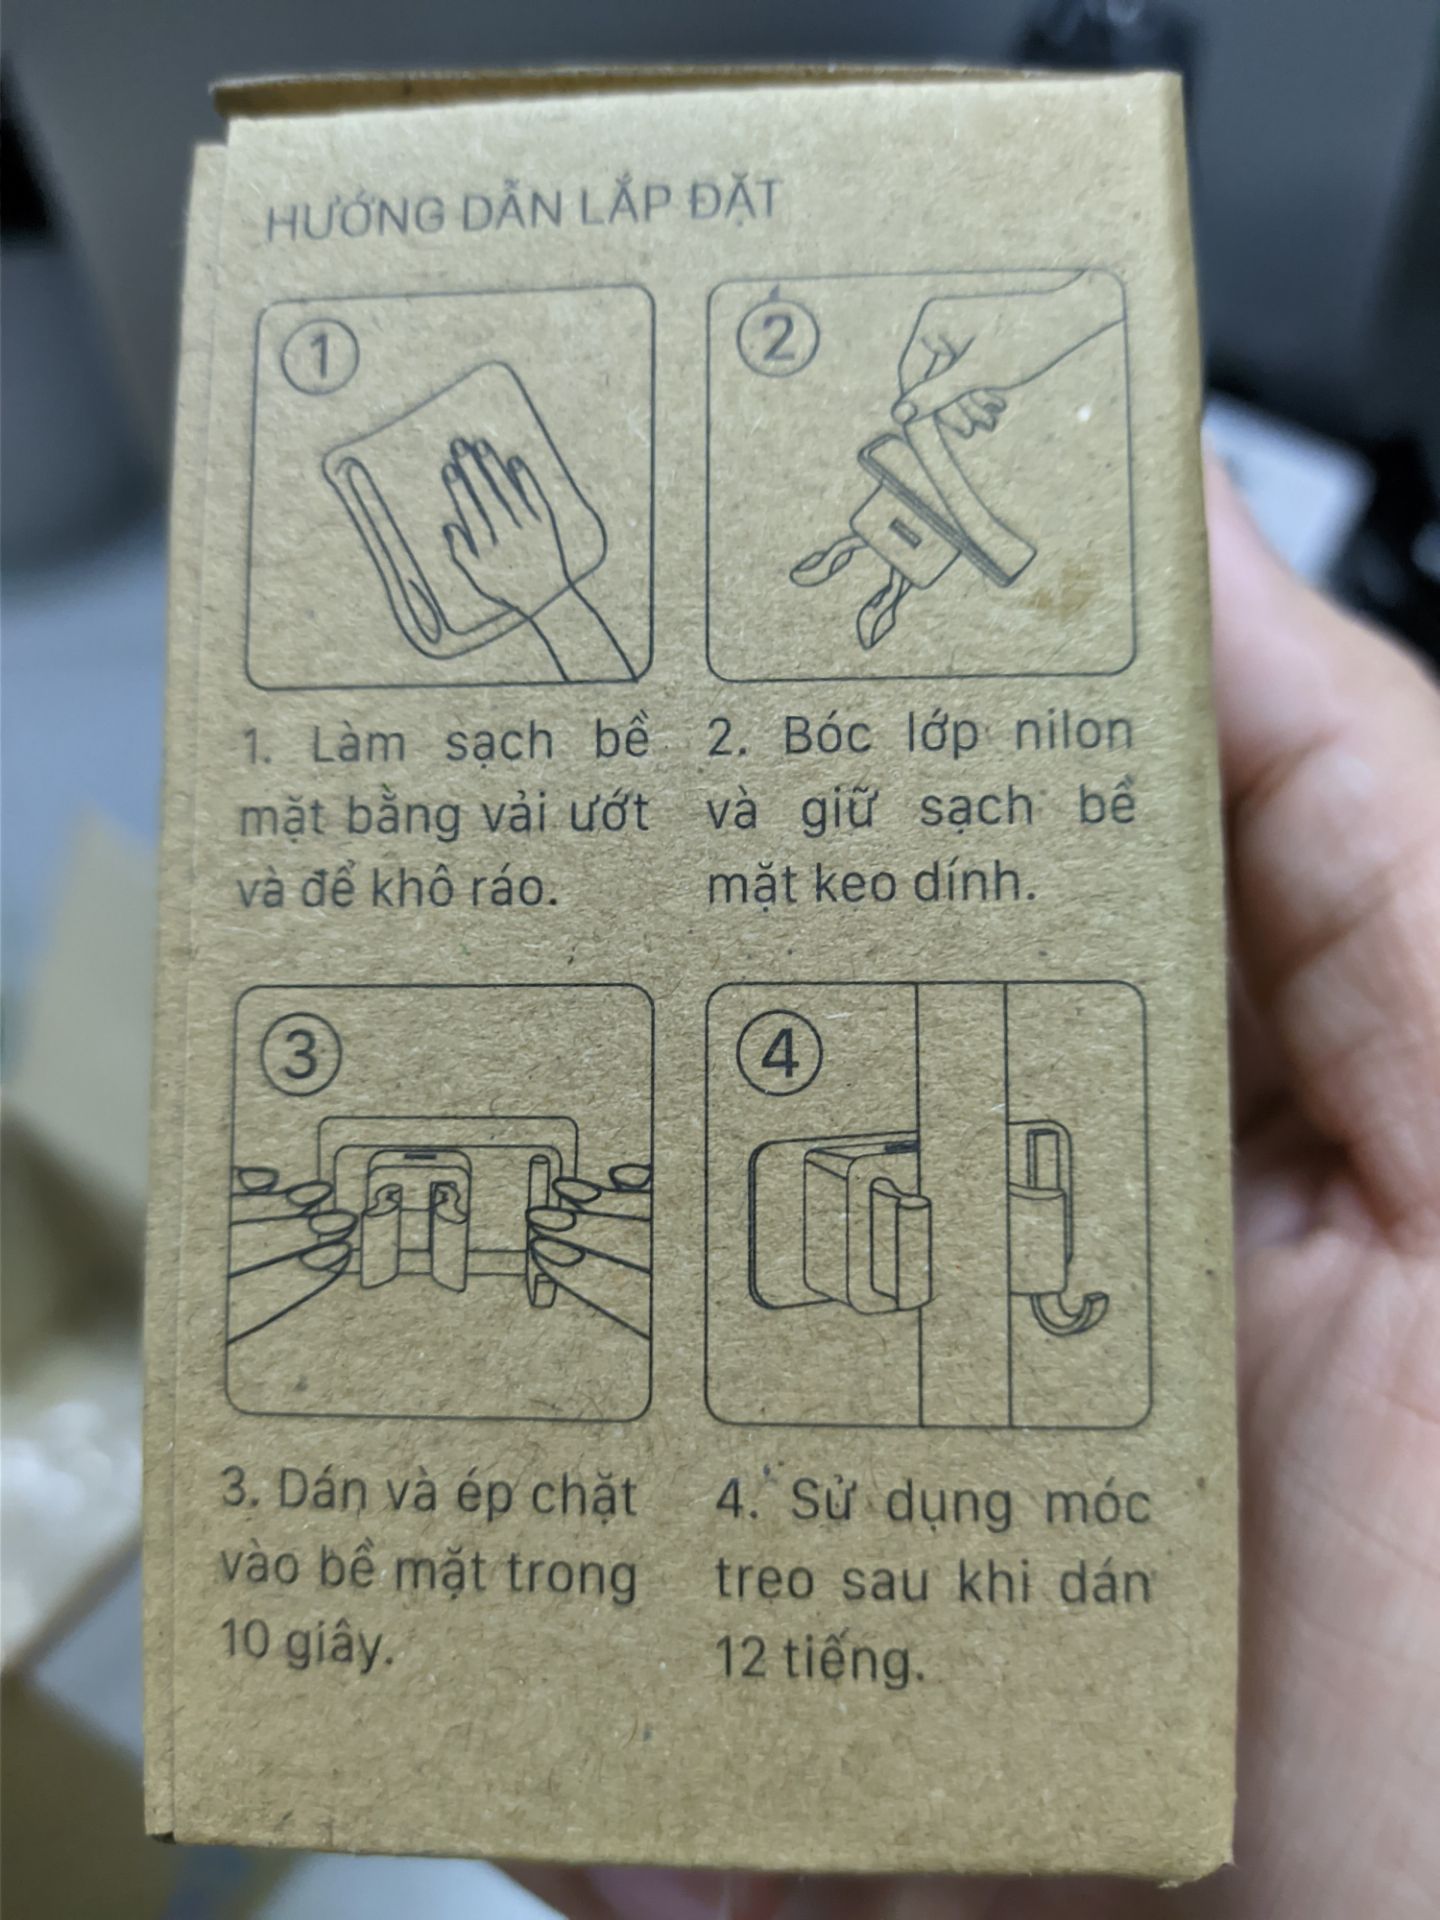 HƯỚNG DẪN LẮP ĐẶT
1
2
1. Làm sạch bề
mặt bằng vải ướt
và để khô ráo.
2. Bóc lớp nilon
và giữ sạch bề
mặt keo dính.
3
4
3. Dán và ép chặt
vào bề mặt trong
10 giây.
4. Sử dụng móc
treo sau khi dán
12 tiếng.